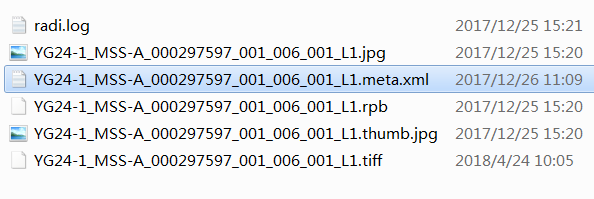 radi.log 2017/12/25 15:21
YG24-1_MSS-A_000297597_001_006_001_L1.jpg 2017/12/25 15:20
YG24-1_MSS-A_000297597_001_006_001_L1.meta.xml 2017/12/26 11:09
YG24-1_MSS-A_000297597_001_006_001_L1.rpb 2017/12/25 15:20
YG24-1_MSS-A_000297597_001_006_001_L1.thumb.jpg 2017/12/25 15:20
YG24-1_MSS-A_000297597_001_006_001_L1.tiff 2018/4/24 10:05